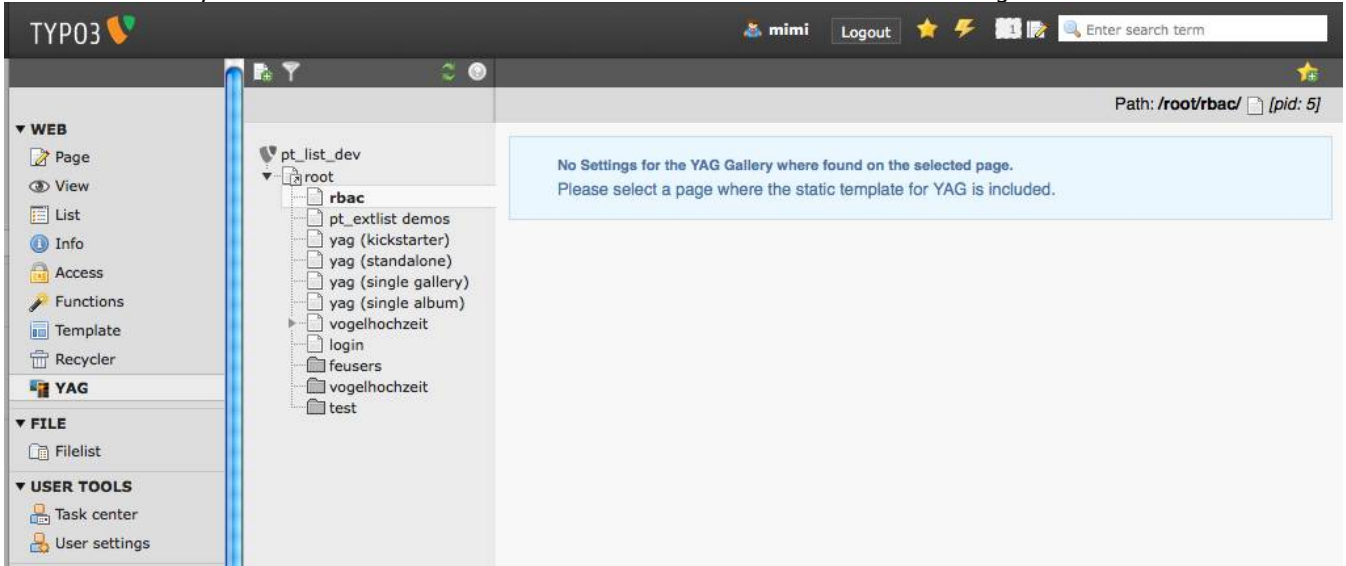 TYPO3
mimi
Logout
1
Enter search term
Path: /root/rbac/ [pid: 5]
WEB
Page
View
List
Info
Access
Functions
Template
Recycler
YAG
FILE
Filelist
USER TOOLS
Task center
User settings
pt_list_dev
root
rbac
pt_extlist demos
yag (kickstarter)
yag (standalone)
yag (single gallery)
yag (single album)
vogelhochzeit
login
feusers
vogelhochzeit
test
No Settings for the YAG Gallery where found on the selected page.
Please select a page where the static template for YAG is included.